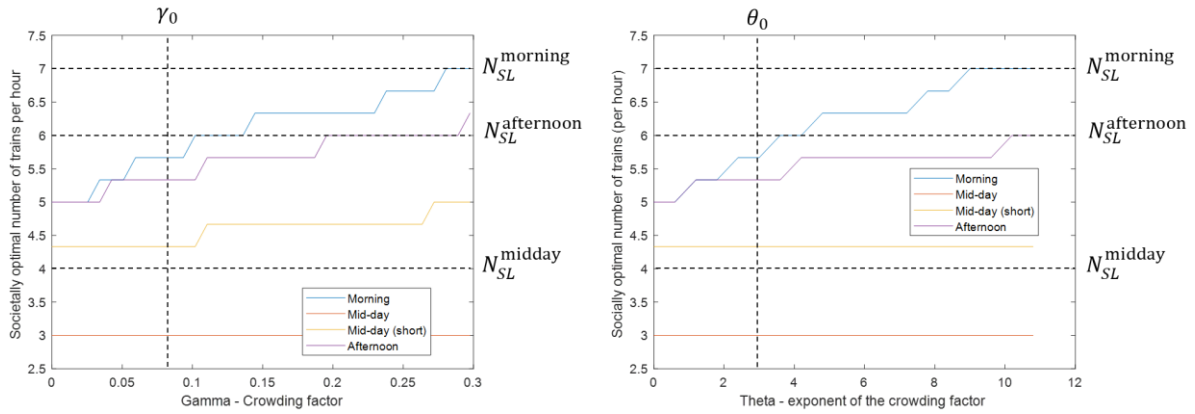 γ₀
7.5
7
6.5
6
5.5
5
4.5
4
3.5
3
2.5
Societally optimal number of trains per hour
N_SL^morning
N_SL^afternoon
N_SL^midday
Morning
Mid-day
Mid-day (short)
Afternoon
0 0.05 0.1 0.15 0.2 0.25 0.3
Gamma - Crowding factor
θ₀
7.5
7
6.5
6
5.5
5
4.5
4
3.5
3
2.5
Socially optimal number of trains (per hour)
N_SL^morning
N_SL^afternoon
N_SL^midday
Morning
Mid-day
Mid-day (short)
Afternoon
0 2 4 6 8 10 12
Theta - exponent of the crowding factor